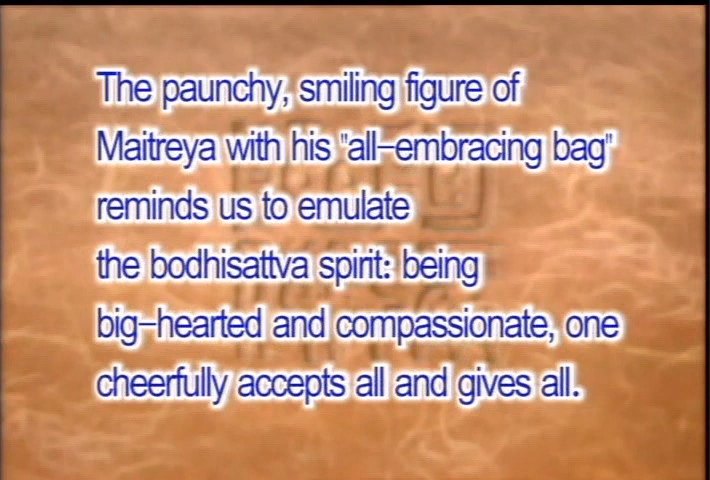 The paunchy, smiling figure of
Maitreya with his "all-embracing bag"
reminds us to emulate
the bodhisattva spirit: being
big-hearted and compassionate, one
cheerfully accepts all and gives all.